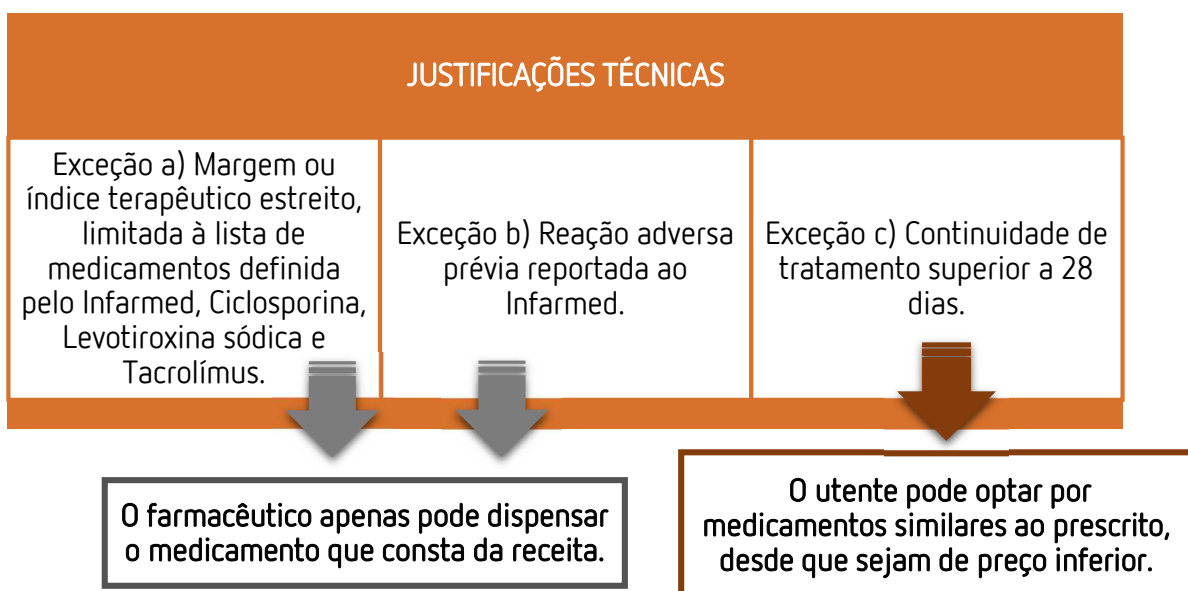 JUSTIFICAÇÕES TÉCNICAS
Exceção a) Margem ou
índice terapêutico estreito,
limitada à lista de
medicamentos definida
pelo Infarmed, Ciclosporina,
Levotiroxina sódica e
Tacrolímus.
Exceção b) Reação adversa
prévia reportada ao
Infarmed.
Exceção c) Continuidade de
tratamento superior a 28
dias.
O farmacêutico apenas pode dispensar
o medicamento que consta da receita.
O utente pode optar por
medicamentos similares ao prescrito,
desde que sejam de preço inferior.